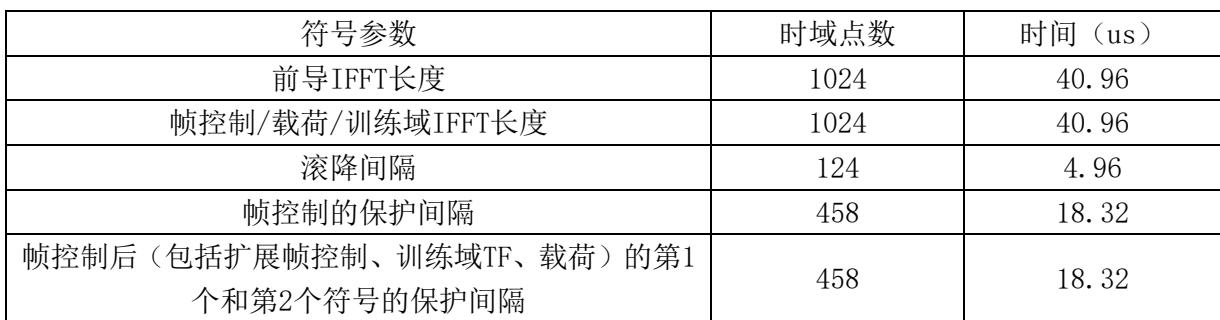 符号参数 时域点数 时间（us）
前导IFFT长度 1024 40.96
帧控制/载荷/训练域IFFT长度 1024 40.96
滚降间隔 124 4.96
帧控制的保护间隔 458 18.32
帧控制后（包括扩展帧控制、训练域TF、载荷）的第1
个和第2个符号的保护间隔 458 18.32